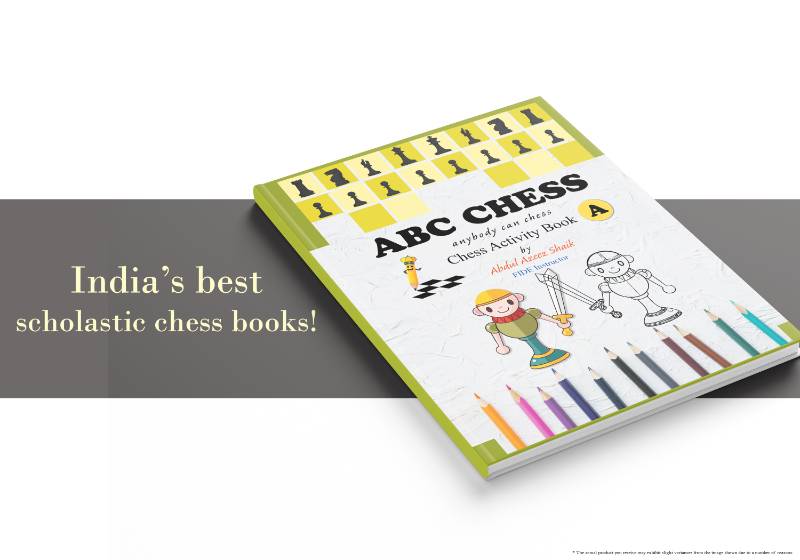 India's best
scholastic chess books!
ABC CHESS
anybody can chess
Chess Activity Book
A
by
Abdul Azeez Shaik
FIDE Instructor
* The actual product you receive may exhibit slight variances from the image shown due to a number of reasons